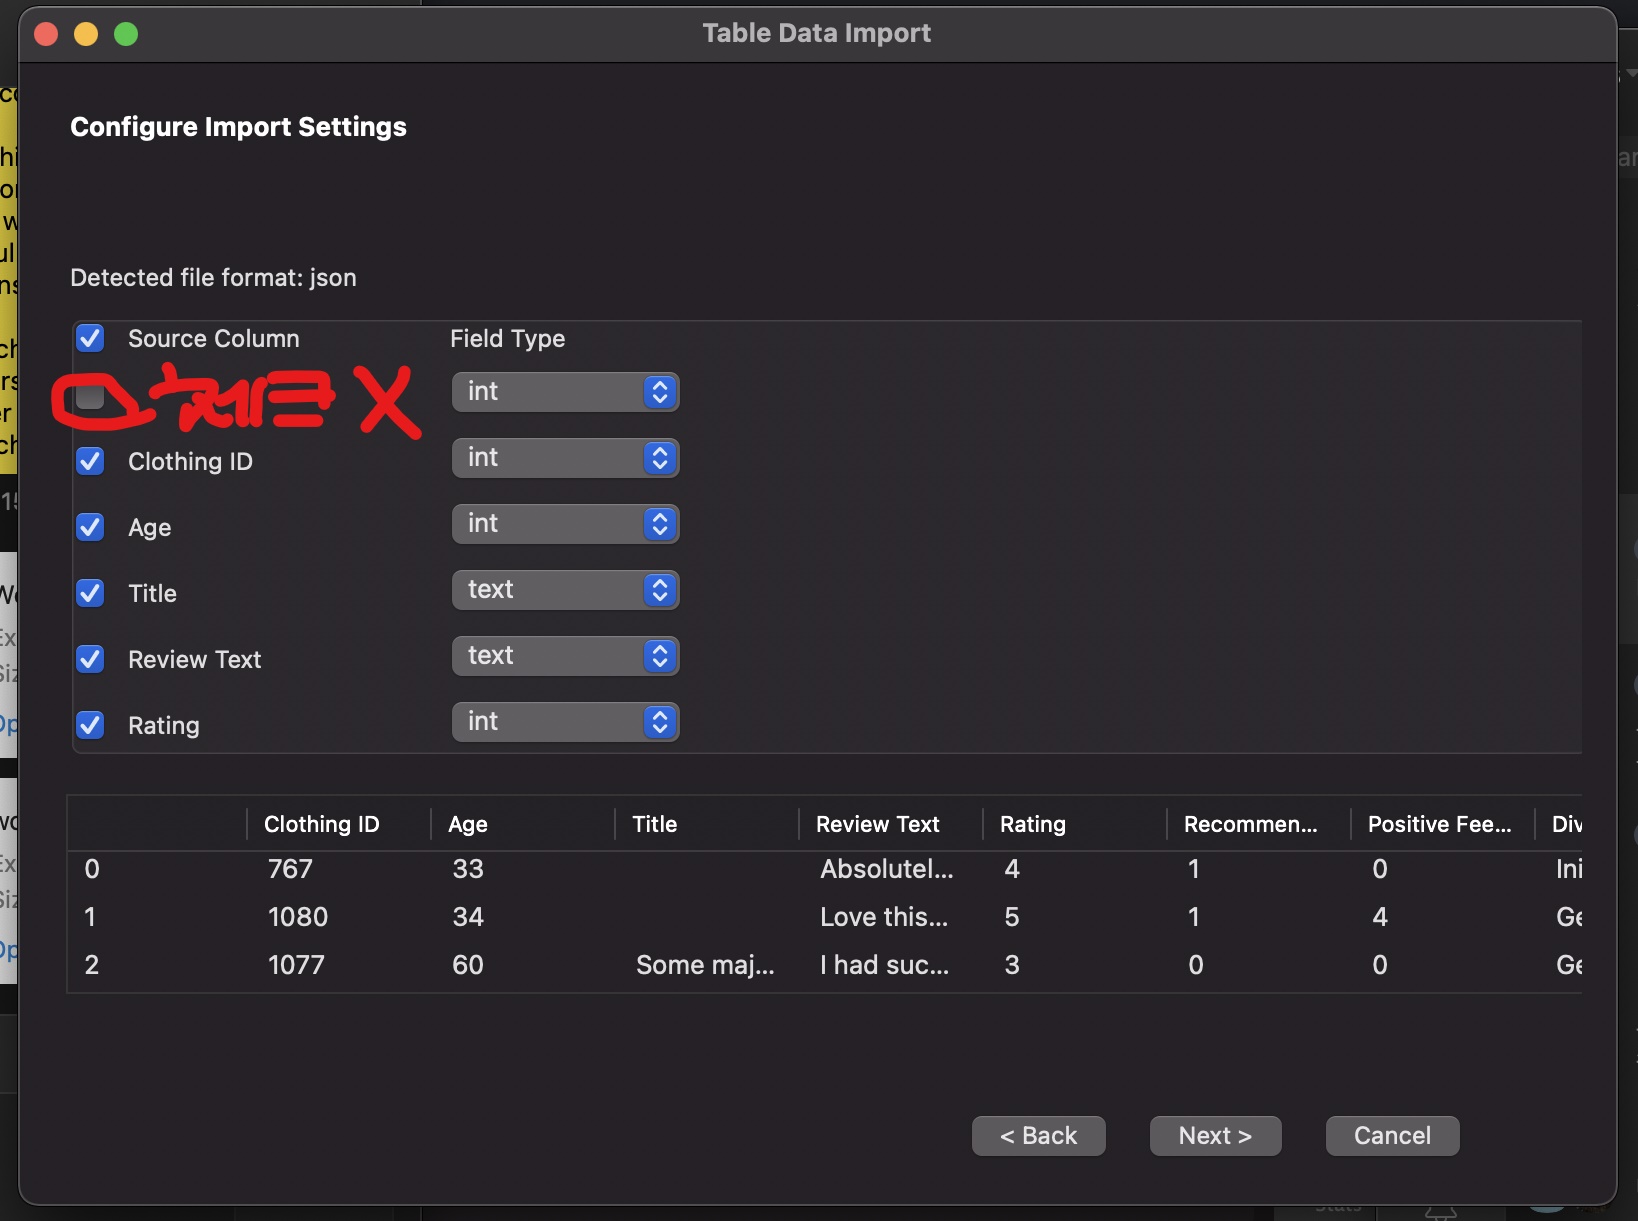 Table Data Import
Configure Import Settings
Detected file format: json
Source Column Field Type
X int
Clothing ID int
Age int
Title text
Review Text text
Rating int
Clothing ID Age Title Review Text Rating Recommen... Positive Fee... Div
0 767 33 Absolutel... 4 1 0 Ini
1 1080 34 Love this... 5 1 4 Ge
2 1077 60 Some maj... I had suc... 3 0 0 Ge
< Back Next > Cancel